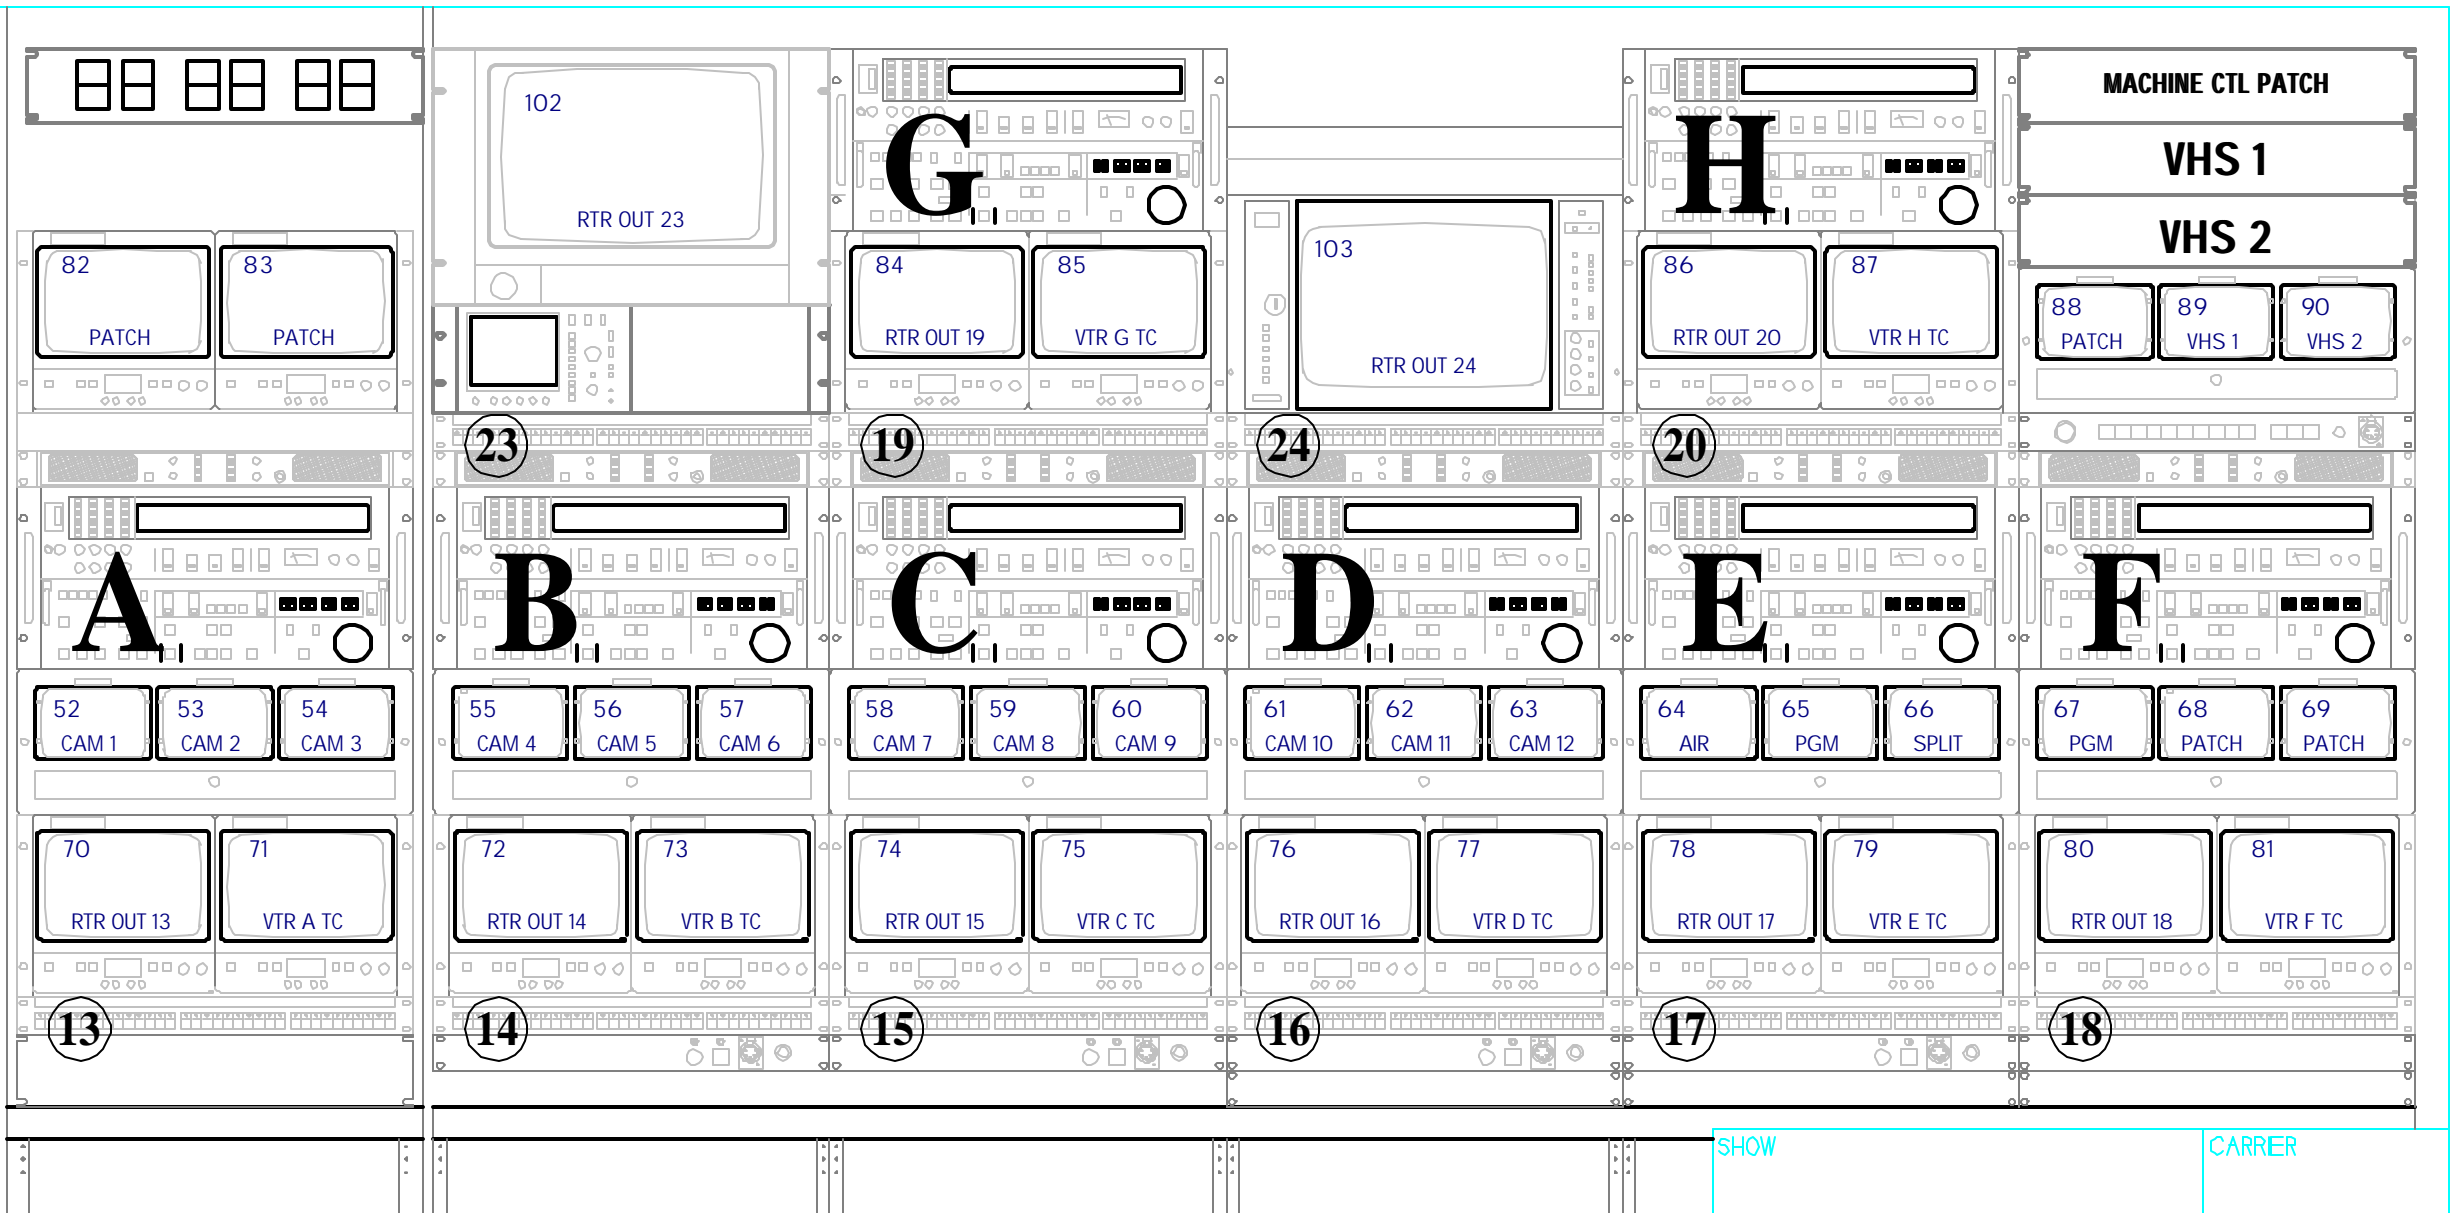 102
RTR OUT 23
G
H
MACHINE CTL PATCH
VHS 1
VHS 2
82
PATCH
83
PATCH
84
RTR OUT 19
85
VTR G TC
103
RTR OUT 24
86
RTR OUT 20
87
VTR H TC
88
PATCH
89
VHS 1
90
VHS 2
23
19
24
20
A
B
C
D
E
F
52
CAM 1
53
CAM 2
54
CAM 3
55
CAM 4
56
CAM 5
57
CAM 6
58
CAM 7
59
CAM 8
60
CAM 9
61
CAM 10
62
CAM 11
63
CAM 12
64
AIR
65
PGM
66
SPLIT
67
PGM
68
PATCH
69
PATCH
70
RTR OUT 13
71
VTR A TC
72
RTR OUT 14
73
VTR B TC
74
RTR OUT 15
75
VTR C TC
76
RTR OUT 16
77
VTR D TC
78
RTR OUT 17
79
VTR E TC
80
RTR OUT 18
81
VTR F TC
13
14
15
16
17
18
SHOW
CARRIER